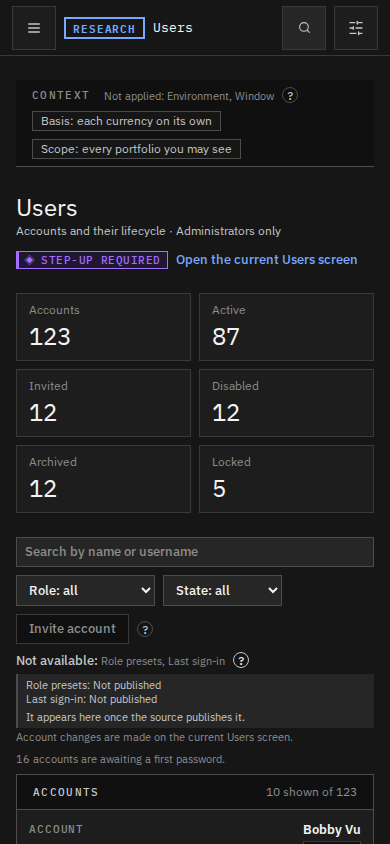 RESEARCH Users
CONTEXT Not applied: Environment, Window ?
Basis: each currency on its own
Scope: every portfolio you may see
Users
Accounts and their lifecycle · Administrators only
STEP-UP REQUIRED Open the current Users screen
Accounts
123
Active
87
Invited
12
Disabled
12
Archived
12
Locked
5
Search by name or username
Role: all State: all
Invite account ?
Not available: Role presets, Last sign-in ?
Role presets: Not published
Last sign-in: Not published
It appears here once the source publishes it.
Account changes are made on the current Users screen.
16 accounts are awaiting a first password.
ACCOUNTS 10 shown of 123
ACCOUNT Bobby Vu